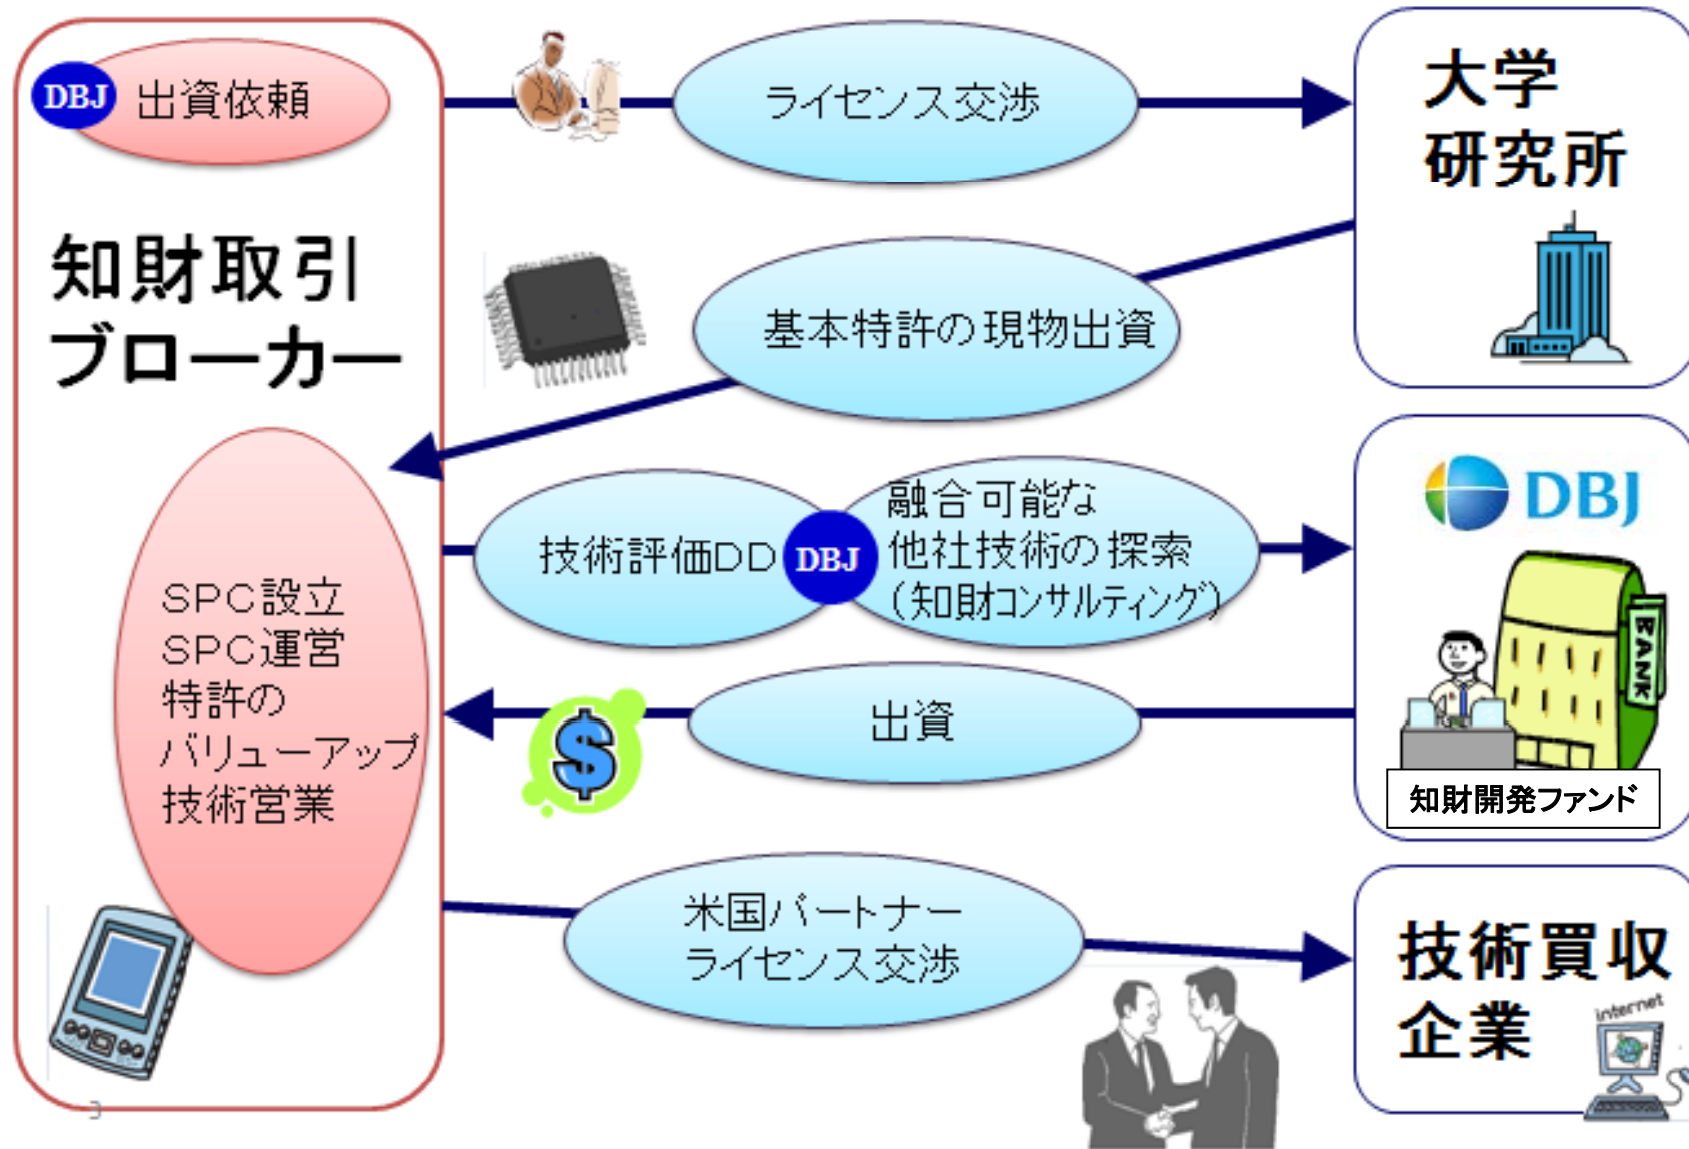 DBJ 出資依頼
知財取引
ブローカー
SPC設立
SPC運営
特許の
バリューアップ
技術営業
3
ライセンス交渉
基本特許の現物出資
技術評価DD
DBJ
融合可能な
他社技術の探索
(知財コンサルティング)
出資
$
米国パートナー
ライセンス交渉
大学
研究所
DBJ
BANK
知財開発ファンド
技術買収
企業
internet